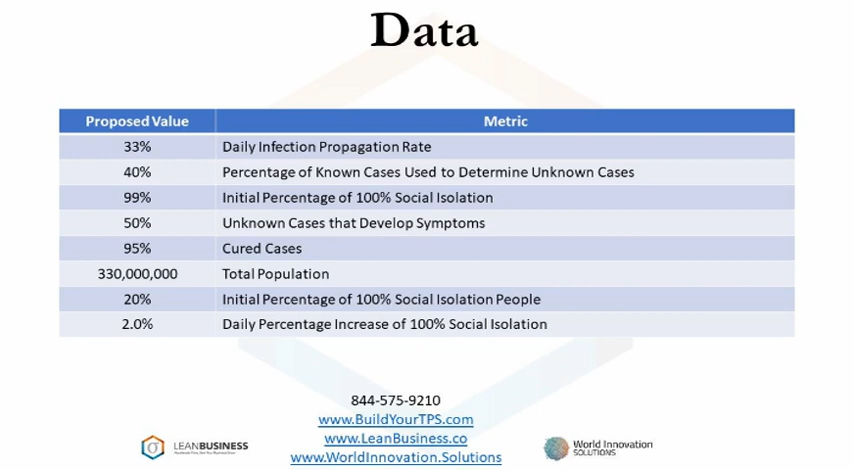 Data
Proposed Value Metric
33% Daily Infection Propagation Rate
40% Percentage of Known Cases Used to Determine Unknown Cases
99% Initial Percentage of 100% Social Isolation
50% Unknown Cases that Develop Symptoms
95% Cured Cases
330,000,000 Total Population
20% Initial Percentage of 100% Social Isolation People
2.0% Daily Percentage Increase of 100% Social Isolation
844-575-9210
www.BuildYourTPS.com
www.LeanBusiness.co
www.WorldInnovation.Solutions
σ LEANBUSINESS
World Innovation
SOLUTIONS